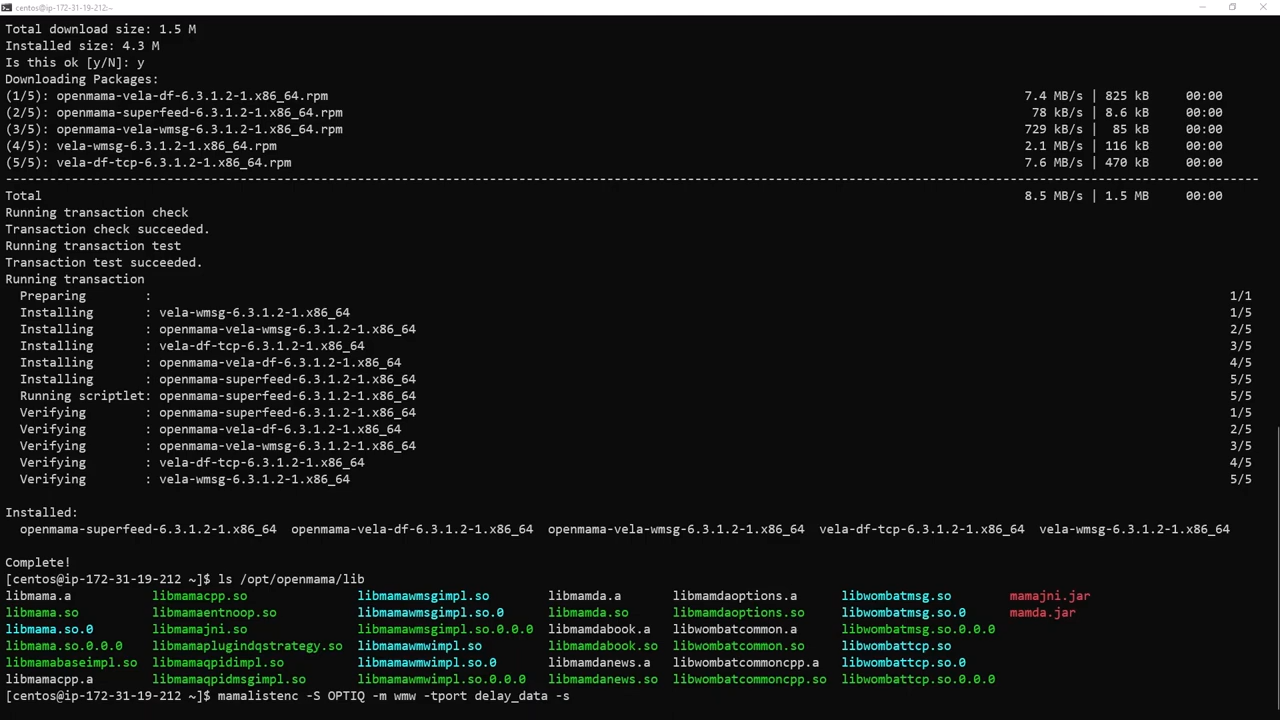 centos@ip-172-31-19-212:~
Total download size: 1.5 M
Installed size: 4.3 M
Is this ok [y/N]: y
Downloading Packages:
(1/5): openmama-vela-df-6.3.1.2-1.x86_64.rpm 7.4 MB/s | 825 kB 00:00
(2/5): openmama-superfeed-6.3.1.2-1.x86_64.rpm 78 kB/s | 8.6 kB 00:00
(3/5): openmama-vela-wmsg-6.3.1.2-1.x86_64.rpm 729 kB/s | 85 kB 00:00
(4/5): vela-wmsg-6.3.1.2-1.x86_64.rpm 2.1 MB/s | 116 kB 00:00
(5/5): vela-df-tcp-6.3.1.2-1.x86_64.rpm 7.6 MB/s | 470 kB 00:00
--------------------------------------------------------------------------------
Total 8.5 MB/s | 1.5 MB 00:00
Running transaction check
Transaction check succeeded.
Running transaction test
Transaction test succeeded.
Running transaction
Preparing : 1/1
Installing : vela-wmsg-6.3.1.2-1.x86_64 1/5
Installing : openmama-vela-wmsg-6.3.1.2-1.x86_64 2/5
Installing : vela-df-tcp-6.3.1.2-1.x86_64 3/5
Installing : openmama-vela-df-6.3.1.2-1.x86_64 4/5
Installing : openmama-superfeed-6.3.1.2-1.x86_64 5/5
Running scriptlet: openmama-superfeed-6.3.1.2-1.x86_64 5/5
Verifying : openmama-superfeed-6.3.1.2-1.x86_64 1/5
Verifying : openmama-vela-df-6.3.1.2-1.x86_64 2/5
Verifying : openmama-vela-wmsg-6.3.1.2-1.x86_64 3/5
Verifying : vela-df-tcp-6.3.1.2-1.x86_64 4/5
Verifying : vela-wmsg-6.3.1.2-1.x86_64 5/5
Installed:
openmama-superfeed-6.3.1.2-1.x86_64 openmama-vela-df-6.3.1.2-1.x86_64 openmama-vela-wmsg-6.3.1.2-1.x86_64 vela-df-tcp-6.3.1.2-1.x86_64 vela-wmsg-6.3.1.2-1.x86_64
Complete!
[centos@ip-172-31-19-212 ~]$ ls /opt/openmama/lib
libmama.a libmamacpp.so libmamawmsgimpl.so libmamda.a libmamdaoptions.a libwombatmsg.so mamajni.jar
libmama.so libmamaentnoop.so libmamawmsgimpl.so.0 libmamda.so libmamdaoptions.so libwombatmsg.so.0 mamda.jar
libmama.so.0 libmamajni.so libmamawmsgimpl.so.0.0.0 libmamdabook.a libwombatcommon.a libwombatmsg.so.0.0.0
libmama.so.0.0.0 libmamaplugindqstrategy.so libmamawmwimpl.so libmamdabook.so libwombatcommon.so libwombattcp.so
libmamabaseimpl.so libmamaqpidimpl.so libmamawmwimpl.so.0 libmamdanews.a libwombatcommoncpp.a libwombattcp.so.0
libmamacpp.a libmamaqpidmsgimpl.so libmamawmwimpl.so.0.0.0 libmamdanews.so libwombatcommoncpp.so libwombattcp.so.0.0.0
[centos@ip-172-31-19-212 ~]$ mamalistenc -S OPTIQ -m wmw -tport delay_data -s